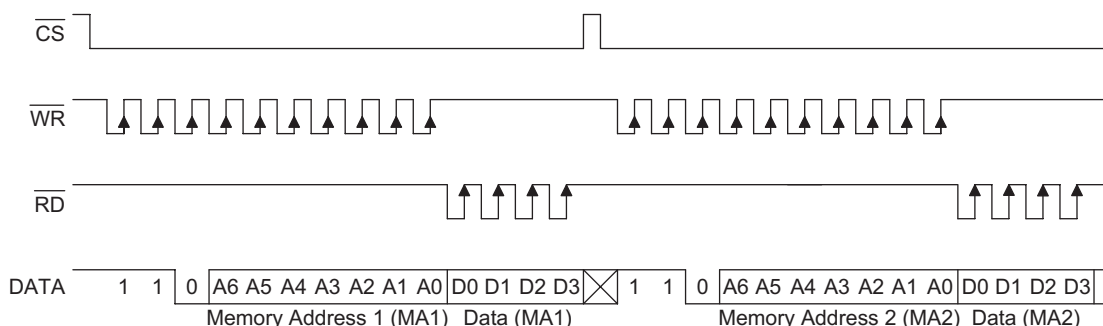 CS
WR
RD
DATA 1 1 0 A6 A5 A4 A3 A2 A1 A0 D0 D1 D2 D3 1 1 0 A6 A5 A4 A3 A2 A1 A0 D0 D1 D2 D3
Memory Address 1 (MA1) Data (MA1) Memory Address 2 (MA2) Data (MA2)